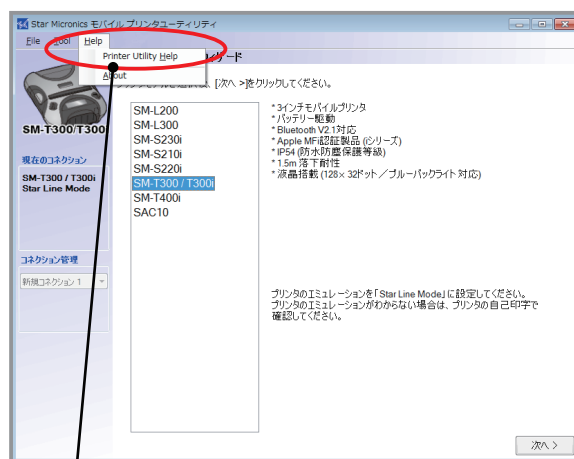 Star Micronics モバイル プリンタユーティリティ
File Tool Help
Printer Utility Help
About
[次へ >]をクリックしてください。
SM-T300/T300
現在のコネクション
SM-T300 / T300i
Star Line Mode
コネクション管理
新規コネクション 1
SM-L200
SM-L300
SM-S230i
SM-S210i
SM-S220i
SM-T300 / T300i
SM-T400i
SAC10
* 3インチモバイルプリンタ
* バッテリー駆動
* Bluetooth V2.1対応
* Apple MFi認証製品 (iシリーズ)
* IP54 (防水防塵保護等級)
* 1.5m 落下耐性
* 液晶搭載 (128× 32ドット／ブルーバックライト 対応)
プリンタのエミュレーションを「Star Line Mode」に設定してください。
プリンタのエミュレーションがわからない場合は、プリンタの自己印字で
確認してください。
次へ >